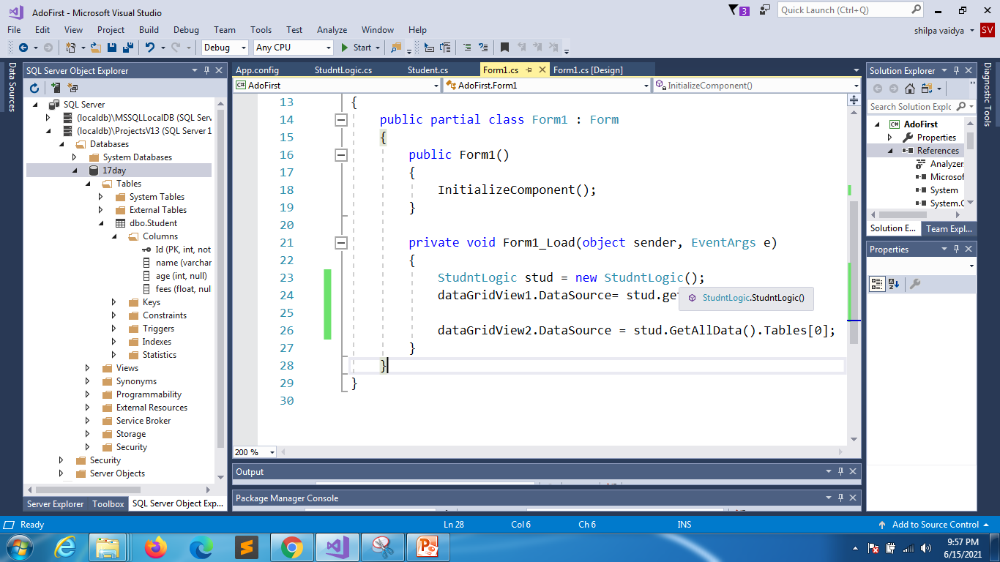 AdoFirst - Microsoft Visual Studio
3
Quick Launch (Ctrl+Q)
File Edit View Project Build Debug Team Tools Test Analyze Window Help
shilpa vaidya
SV
Debug
Any CPU
Start
Data Sources
SQL Server Object Explorer
SQL Server
(localdb)\MSSQLLocalDB (SQL Serv
(localdb)\ProjectsV13 (SQL Server 1
Databases
System Databases
17day
Tables
System Tables
External Tables
dbo.Student
Columns
Id (PK, int, not
name (varchar
age (int, null)
fees (float, nul
Keys
Constraints
Triggers
Indexes
Statistics
Views
Synonyms
Programmability
External Resources
Service Broker
Storage
Security
Security
Server Objects
Server Explorer Toolbox SQL Server Object Exp...
App.config StudntLogic.cs Student.cs Form1.cs Form1.cs [Design]
AdoFirst
AdoFirst.Form1
InitializeComponent()
13 {
14 public partial class Form1 : Form
15 {
16 public Form1()
17 {
18 InitializeComponent();
19 }
20
21 private void Form1_Load(object sender, EventArgs e)
22 {
23 StudntLogic stud = new StudntLogic();
24 dataGridView1.DataSource= stud.get
StudntLogic.StudntLogic()
25
26 dataGridView2.DataSource = stud.GetAllData().Tables[0];
27 }
28 }
29 }
30
200 %
Output
Package Manager Console
Solution Explorer
Search Solution Explo
AdoFirst
Properties
References
Analyzer
Microsof
System
System.C
Solution E... Team Expl...
Properties
Diagnostic Tools
Ready
Ln 28 Col 6 Ch 6 INS
Add to Source Control
9:57 PM
6/15/2021